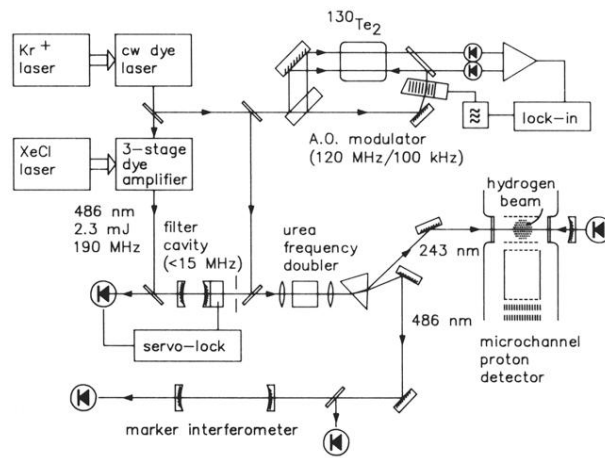 Kr+
laser
cw dye
laser
130Te2
XeCl
laser
3-stage
dye
amplifier
A.O. modulator
(120 MHz/100 kHz)
≈
lock-in
486 nm
2.3 mJ
190 MHz
filter
cavity
(<15 MHz)
urea
frequency
doubler
hydrogen
beam
243 nm
486 nm
servo-lock
microchannel
proton
detector
marker interferometer